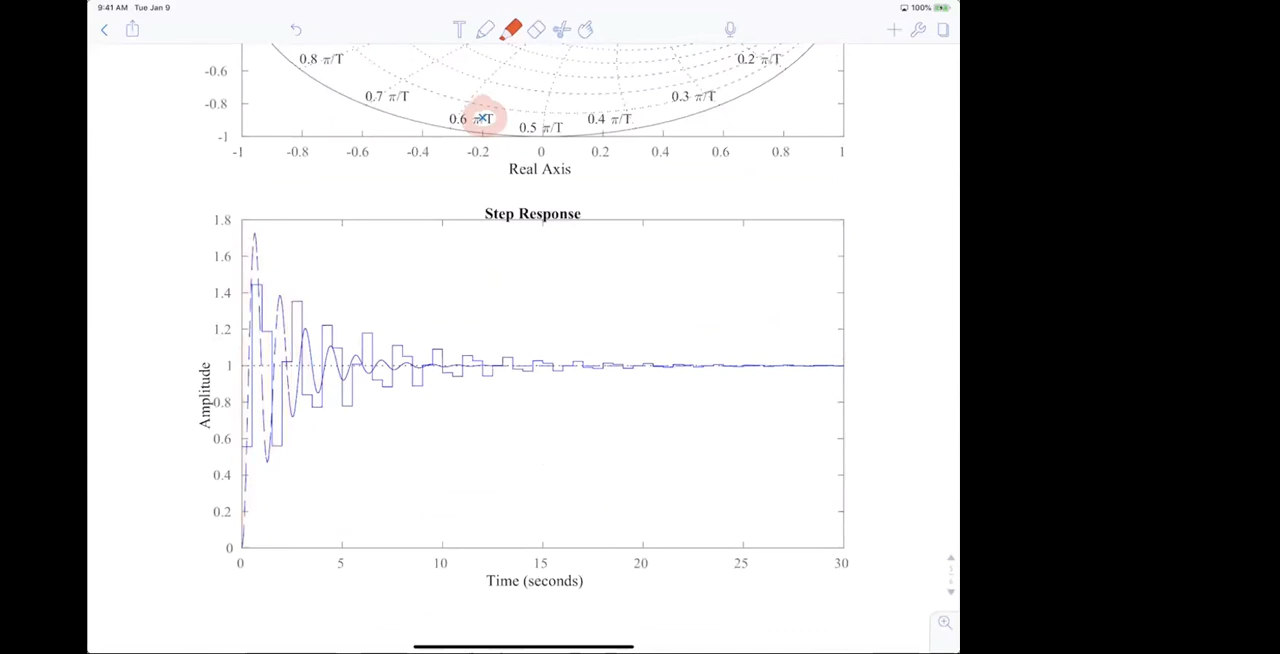 9:41 AM Tue Jan 9
100%
T
0.8 π/T
0.2 π/T
-0.6
0.7 π/T
0.3 π/T
-0.8
0.6 π/T
0.5 π/T
0.4 π/T
-1
-1 -0.8 -0.6 -0.4 -0.2 0 0.2 0.4 0.6 0.8 1
Real Axis
Step Response
1.8
1.6
1.4
1.2
1
0.8
0.6
0.4
0.2
0
Amplitude
0 5 10 15 20 25 30
Time (seconds)